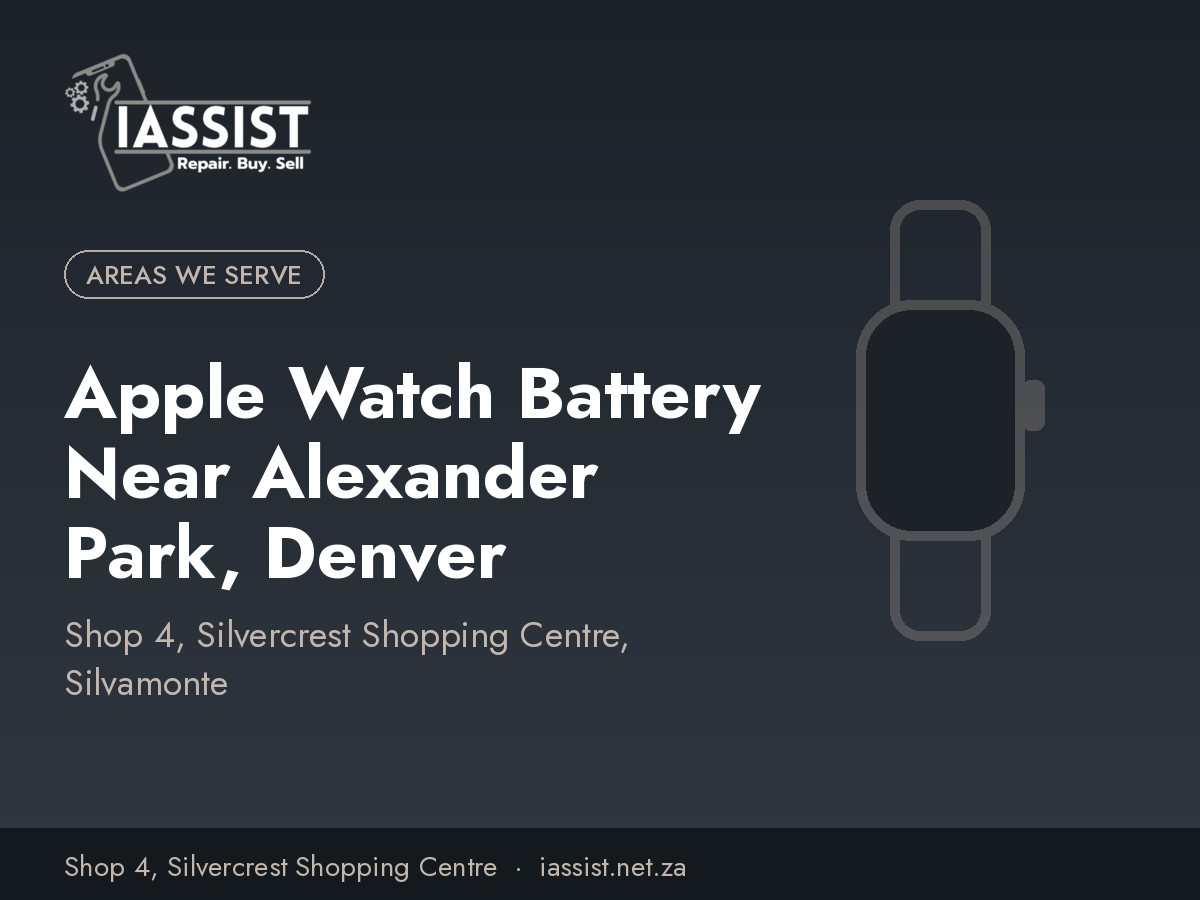 IASSIST
Repair. Buy. Sell
AREAS WE SERVE
Apple Watch Battery
Near Alexander
Park, Denver
Shop 4, Silvercrest Shopping Centre,
Silvamonte
Shop 4, Silvercrest Shopping Centre · iassist.net.za